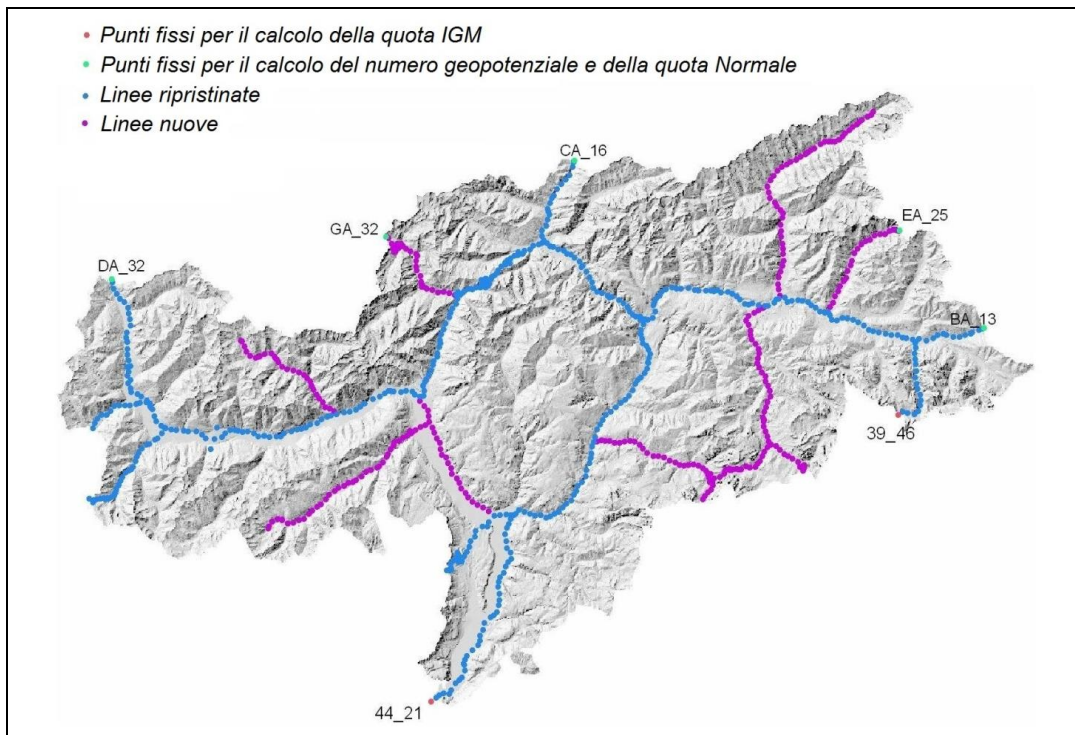 Punti fissi per il calcolo della quota IGM
Punti fissi per il calcolo del numero geopotenziale e della quota Normale
Linee ripristinate
Linee nuove
CA_16
GA_32
EA_25
DA_32
BA_13
39_46
44_21